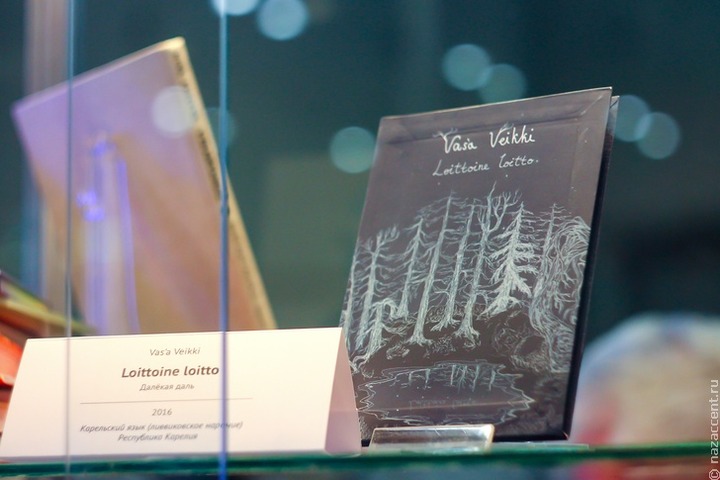 Vas'a Veikki
Loittoine loitto.
Vas'a Veikki
Loittoine loitto
Далёкая даль
2016
Карельский язык (ливвиковское наречие)
Республика Карелия
© nazaccent.ru